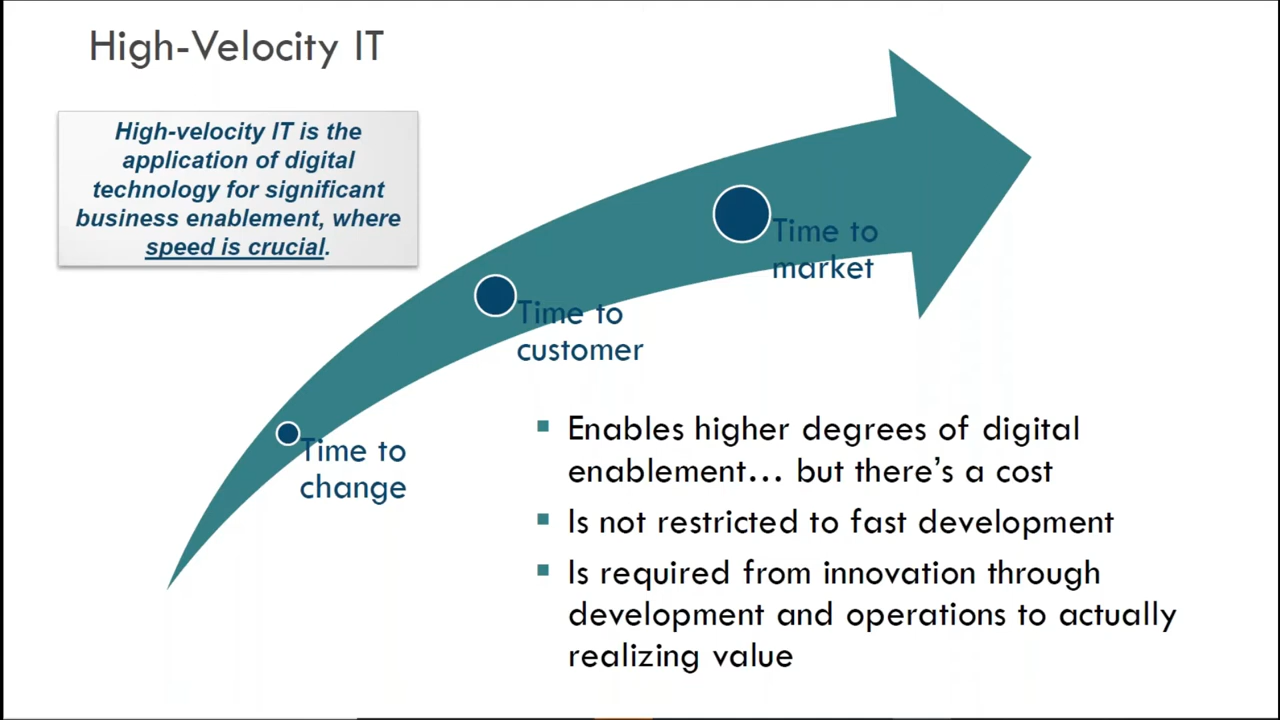 High-Velocity IT
High-velocity IT is the
application of digital
technology for significant
business enablement, where
speed is crucial.
Time to
market
Time to
customer
Time to
change
Enables higher degrees of digital
enablement... but there's a cost
Is not restricted to fast development
Is required from innovation through
development and operations to actually
realizing value